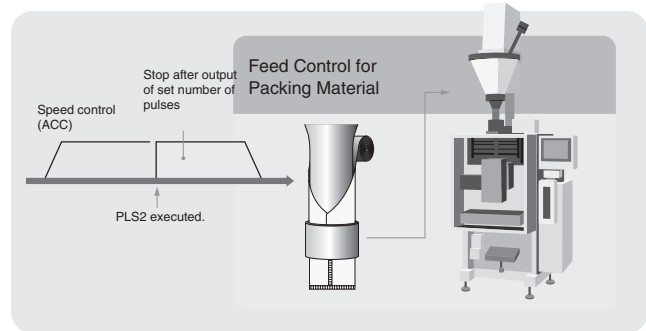 Feed Control for
Packing Material
Stop after output
of set number of
pulses
Speed control
(ACC)
PLS2 executed.